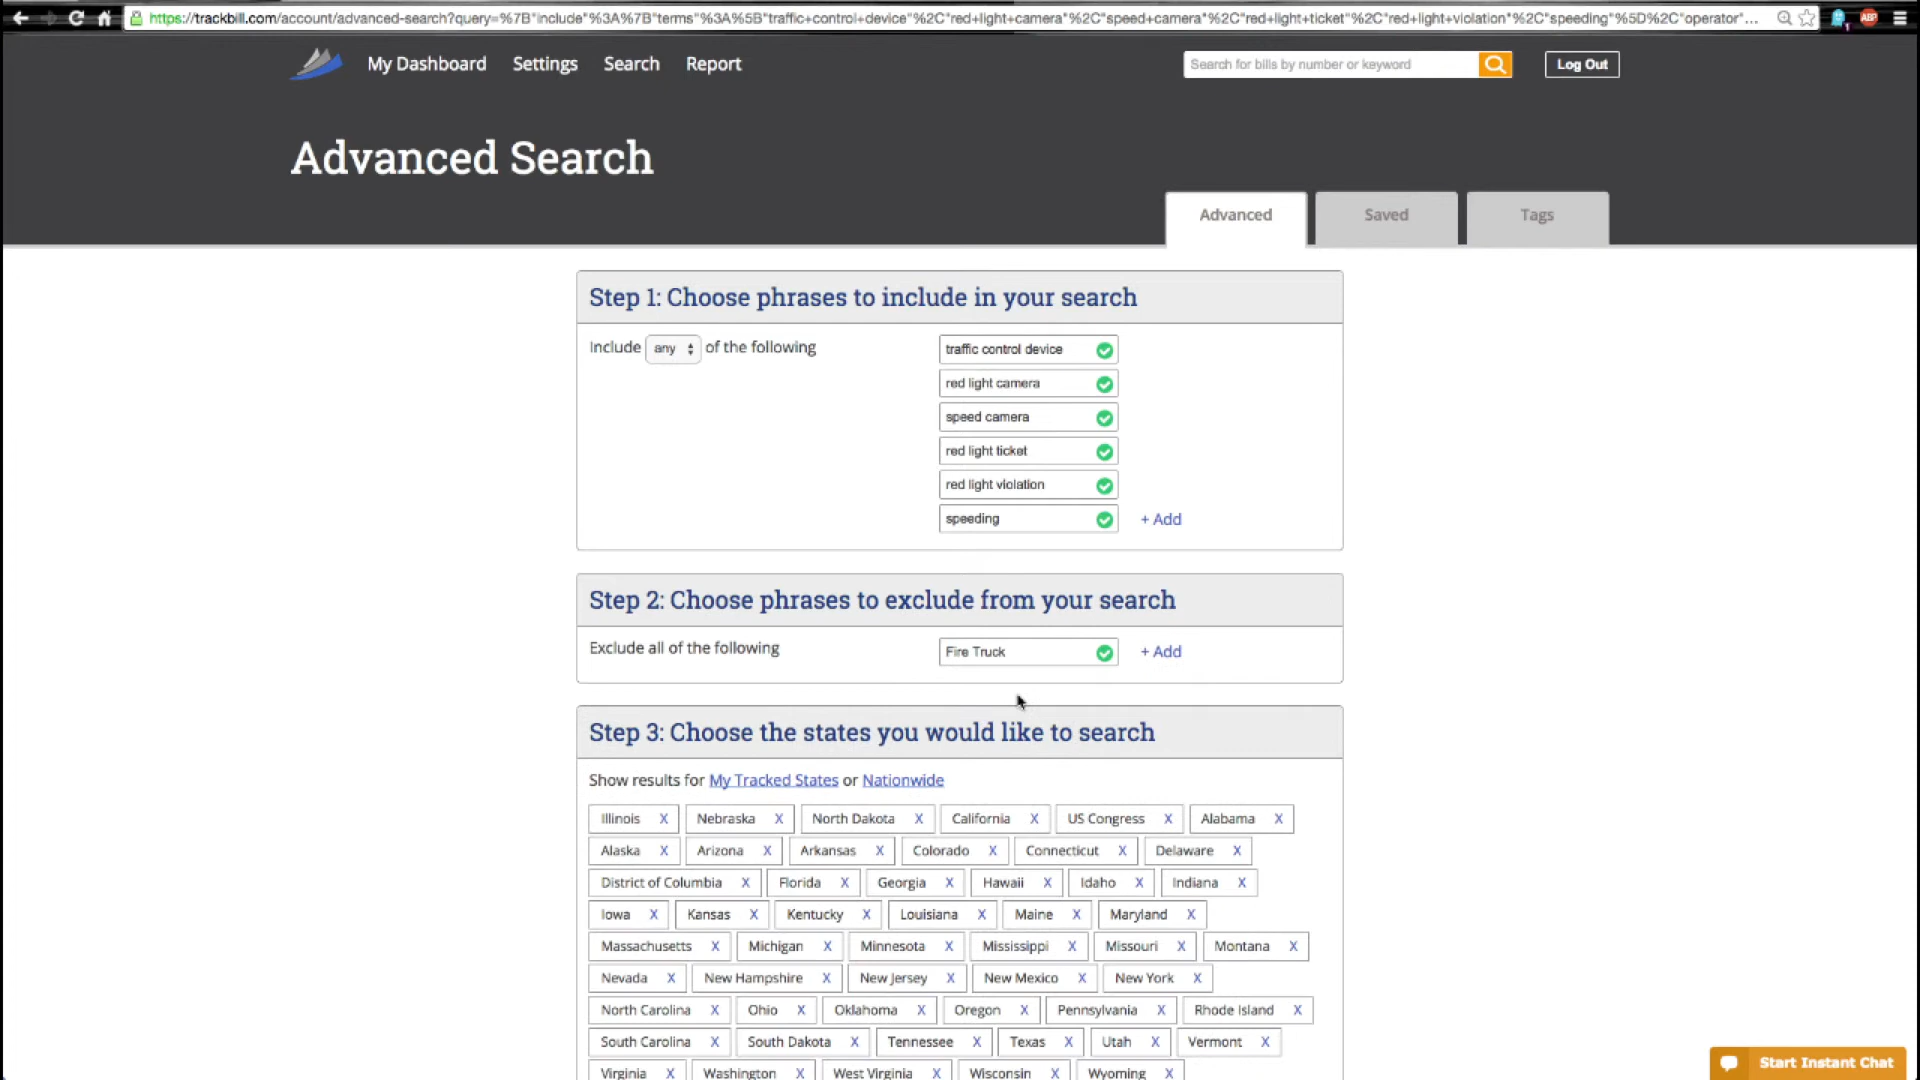 https://trackbill.com/account/advanced-search?query=%7B"include"%3A%7B"terms"%3A%5B"traffic+control+device"%2C"red+light+camera"%2C"speed+camera"%2C"red+light+ticket"%2C"red+light+violation"%2C"speeding"%5D%2C"operator"...
ABP
My Dashboard Settings Search Report Search for bills by number or keyword Log Out
Advanced Search
Advanced Saved Tags
Step 1: Choose phrases to include in your search
Include any of the following traffic control device
red light camera
speed camera
red light ticket
red light violation
speeding + Add
Step 2: Choose phrases to exclude from your search
Exclude all of the following Fire Truck + Add
Step 3: Choose the states you would like to search
Show results for My Tracked States or Nationwide
Illinois X Nebraska X North Dakota X California X US Congress X Alabama X
Alaska X Arizona X Arkansas X Colorado X Connecticut X Delaware X
District of Columbia X Florida X Georgia X Hawaii X Idaho X Indiana X
Iowa X Kansas X Kentucky X Louisiana X Maine X Maryland X
Massachusetts X Michigan X Minnesota X Mississippi X Missouri X Montana X
Nevada X New Hampshire X New Jersey X New Mexico X New York X
North Carolina X Ohio X Oklahoma X Oregon X Pennsylvania X Rhode Island X
South Carolina X South Dakota X Tennessee X Texas X Utah X Vermont X
Virginia X Washington X West Virginia X Wisconsin X Wyoming X
Start Instant Chat